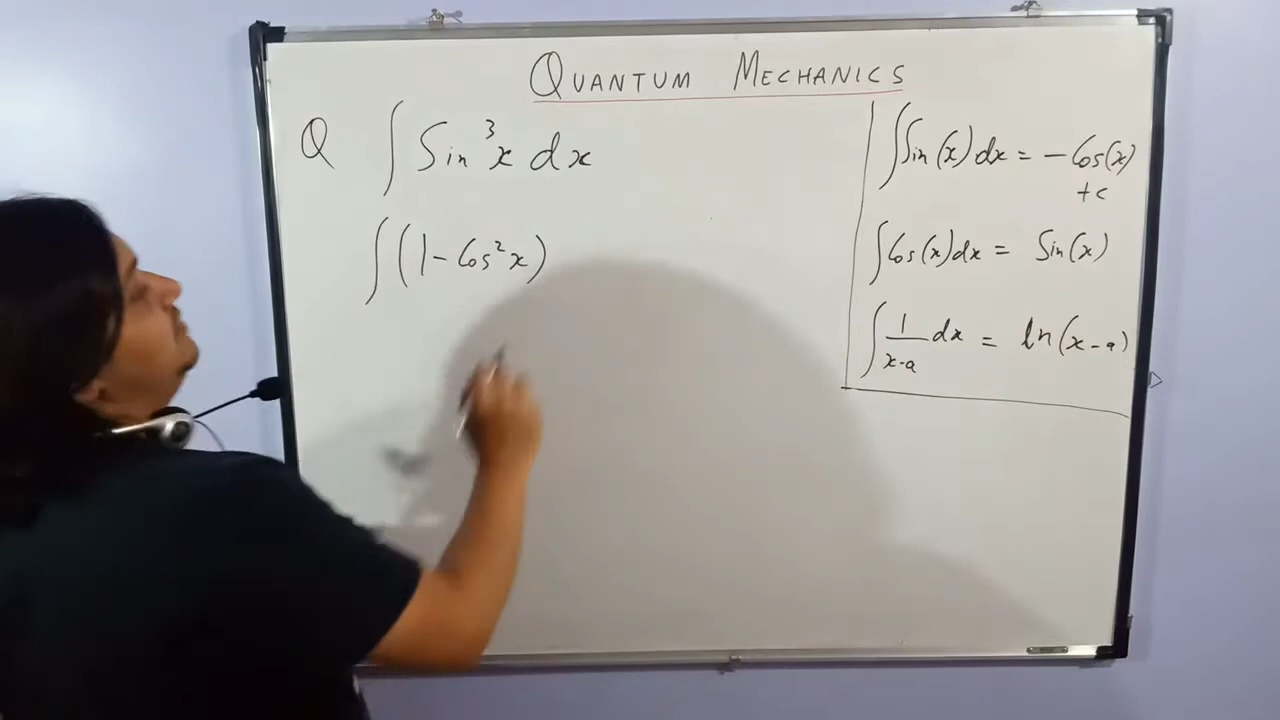 QUANTUM MECHANICS
Q ∫ Sin³x dx
∫(1 - Cos²x)
∫Sin(x)dx = -Cos(x)
+c
∫Cos(x)dx = Sin(x)
∫ 1/(x-a) dx = ln(x-a)